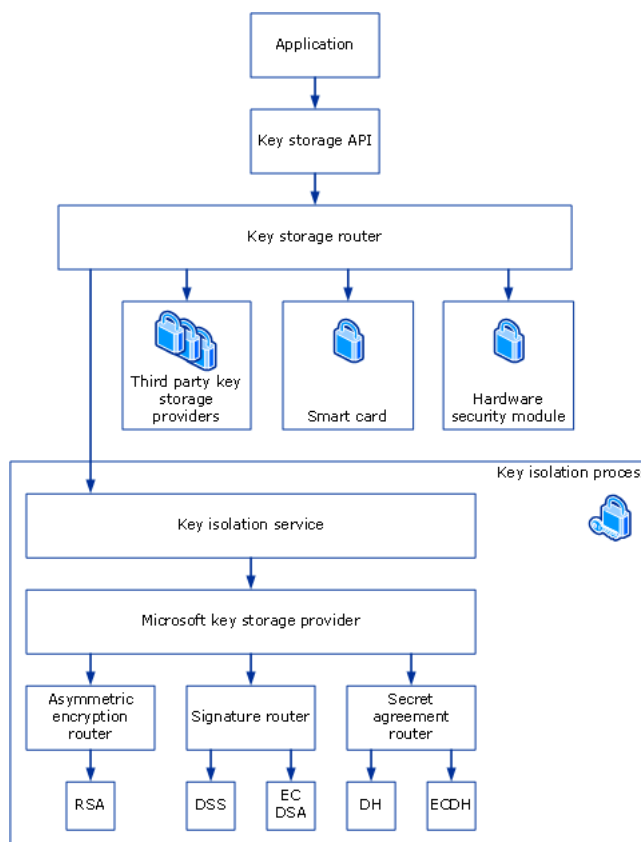 Application
Key storage API
Key storage router
Third party key
storage
providers
Smart card
Hardware
security module
Key isolation proces
Key isolation service
Microsoft key storage provider
Asymmetric
encryption
router
Signature router
Secret
agreement
router
RSA
DSS
EC
DSA
DH
ECDH